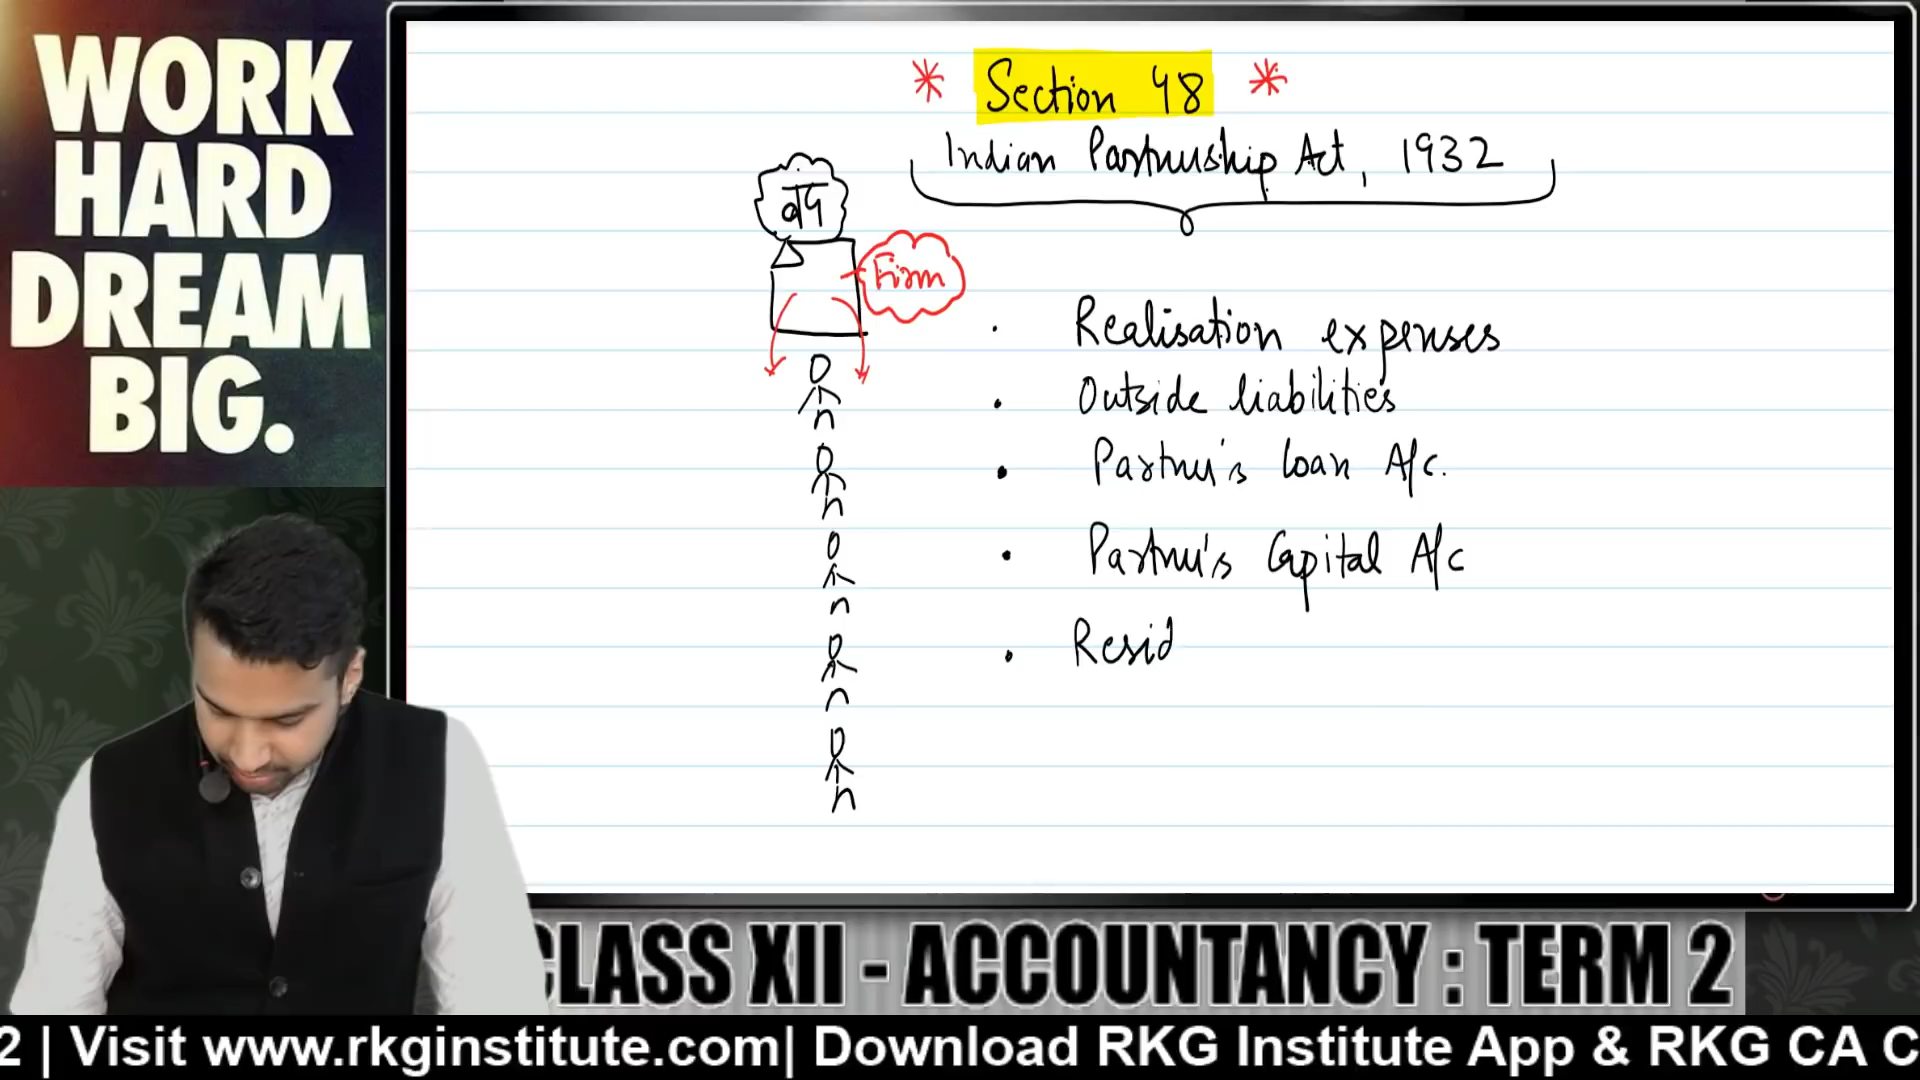 WORK
HARD
DREAM
BIG.
* Section 48 *
Indian Partnership Act, 1932
Firm
• Realisation expenses
• Outside liabilities
• Partner's loan A/c.
• Partner's Capital A/c
• Resid
CLASS XII - ACCOUNTANCY : TERM 2
2 | Visit www.rkginstitute.com| Download RKG Institute App & RKG CA C